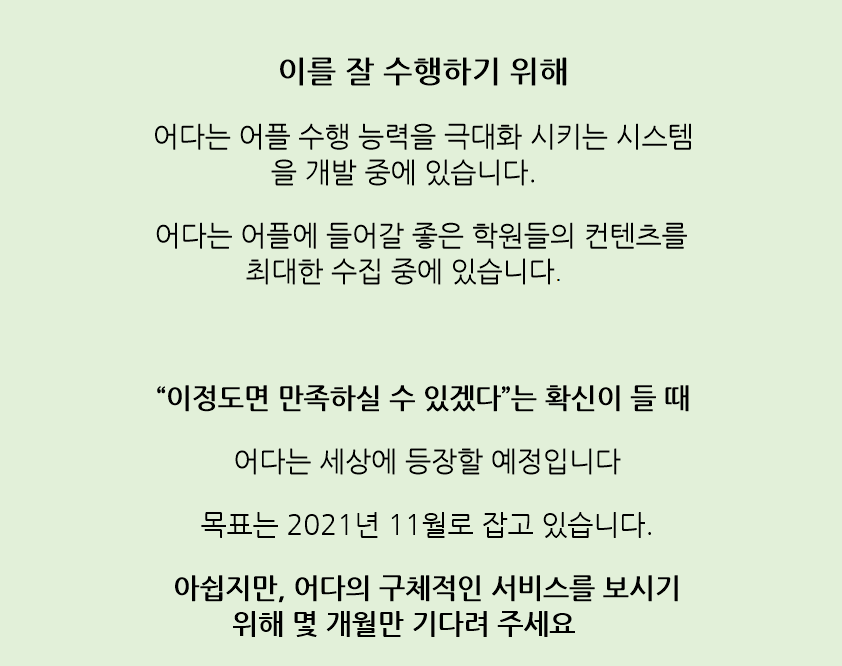 이를 잘 수행하기 위해
어다는 어플 수행 능력을 극대화 시키는 시스템
을 개발 중에 있습니다.
어다는 어플에 들어갈 좋은 학원들의 컨텐츠를
최대한 수집 중에 있습니다.
“이정도면 만족하실 수 있겠다”는 확신이 들 때
어다는 세상에 등장할 예정입니다
목표는 2021년 11월로 잡고 있습니다.
아쉽지만, 어다의 구체적인 서비스를 보시기
위해 몇 개월만 기다려 주세요